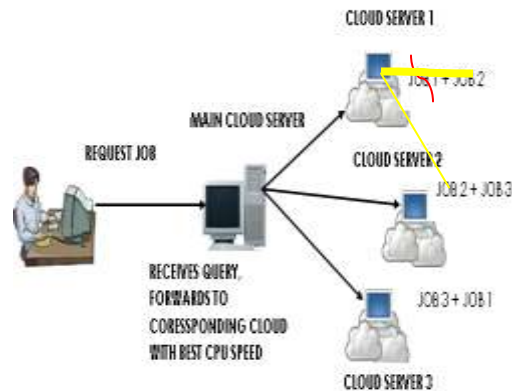 CLOUD SERVER 1
JOB 1 + JOB 2
MAIN CLOUD SERVER
REQUEST JOB
CLOUD SERVER 2
JOB 2 + JOB 3
RECEIVES QUERY,
FORWARDS TO
CORESSPONDING CLOUD
WITH BEST CPU SPEED
JOB 3 + JOB 1
CLOUD SERVER 3